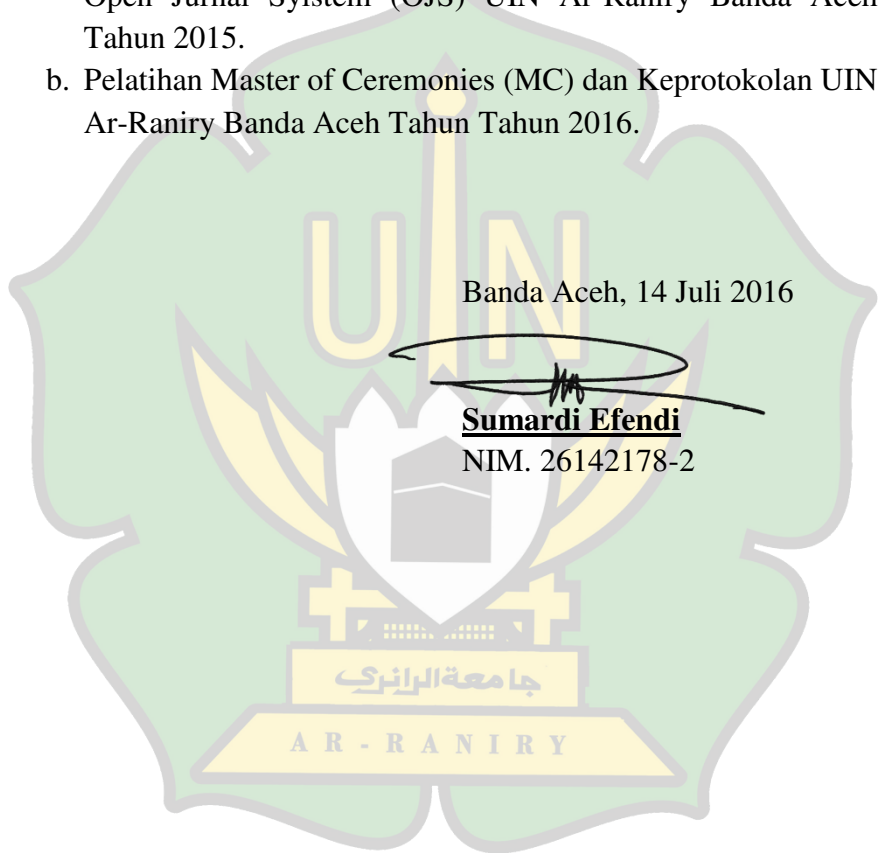 Open Jurnal Syistem (OJS) UIN Ar-Raniry Banda Aceh
Tahun 2015.
b. Pelatihan Master of Ceremonies (MC) dan Keprotokolan UIN
Ar-Raniry Banda Aceh Tahun Tahun 2016.
UIN
Banda Aceh, 14 Juli 2016
Sumardi Efendi
NIM. 26142178-2
جامعة الرانري
AR-RANIRY